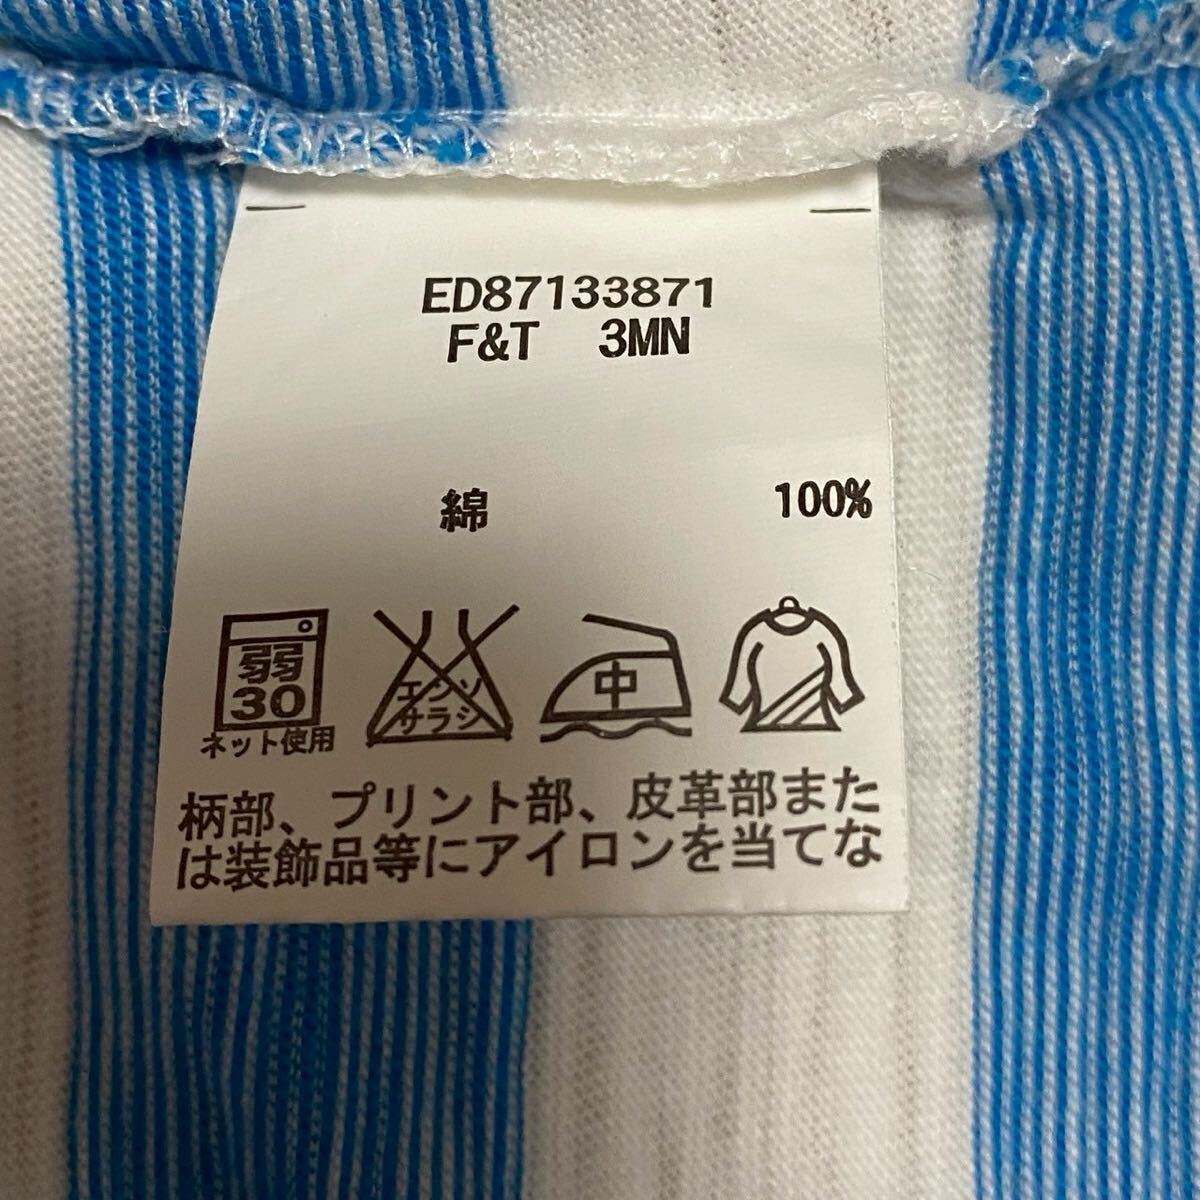 ED87133871
F&T 3MN
綿 100%
弱
30
ネット使用
エンソ
サラシ
中
柄部、プリント部、皮革部また
は装飾品等にアイロンを当てな